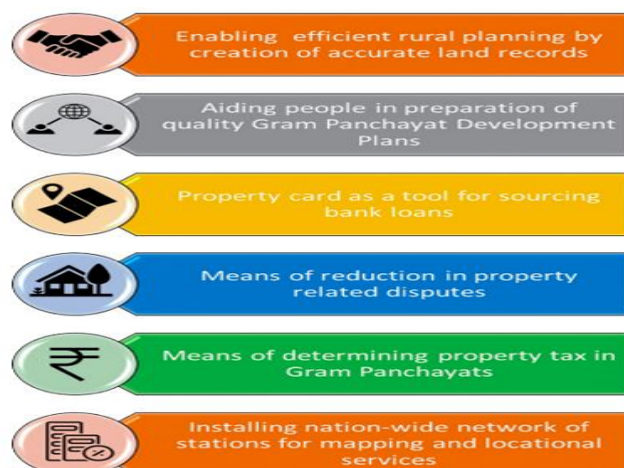 Enabling efficient rural planning by
creation of accurate land records
Aiding people in preparation of
quality Gram Panchayat Development
Plans
Property card as a tool for sourcing
bank loans
Means of reduction in property
related disputes
₹
Means of determining property tax in
Gram Panchayats
Installing nation-wide network of
stations for mapping and locational
services